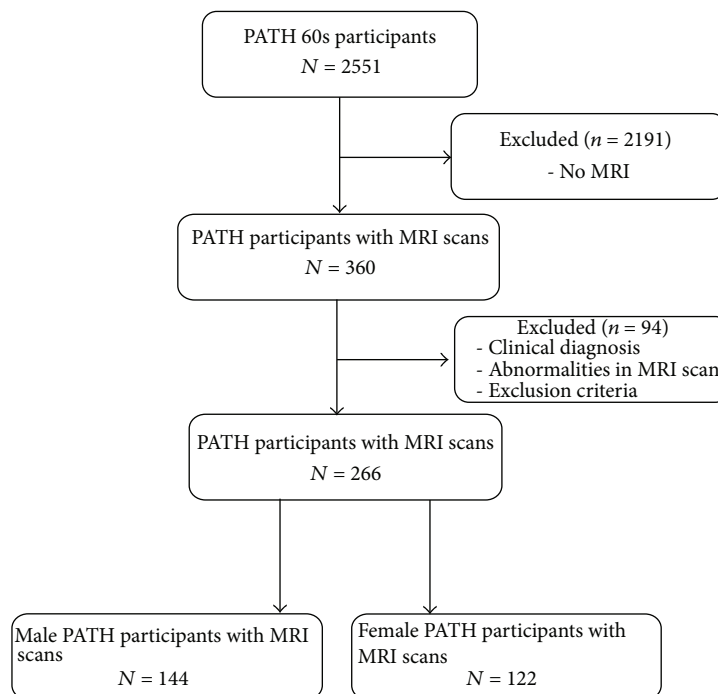 PATH 60s participants
N = 2551
Excluded (n = 2191)
- No MRI
PATH participants with MRI scans
N = 360
Excluded (n = 94)
- Clinical diagnosis
- Abnormalities in MRI scan
- Exclusion criteria
PATH participants with MRI scans
N = 266
Male PATH participants with MRI
scans
N = 144
Female PATH participants with
MRI scans
N = 122